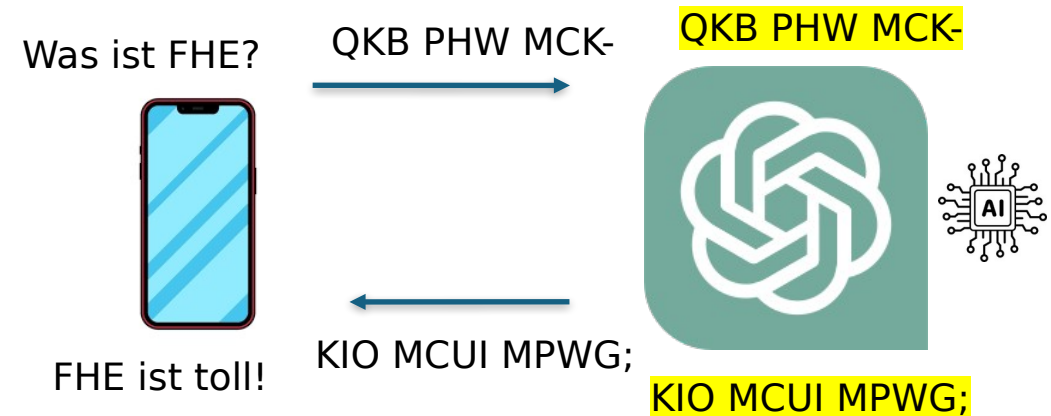 Was ist FHE?
QKB PHW MCK-
QKB PHW MCK-
AI
KIO MCUI MPWG;
FHE ist toll!
KIO MCUI MPWG;